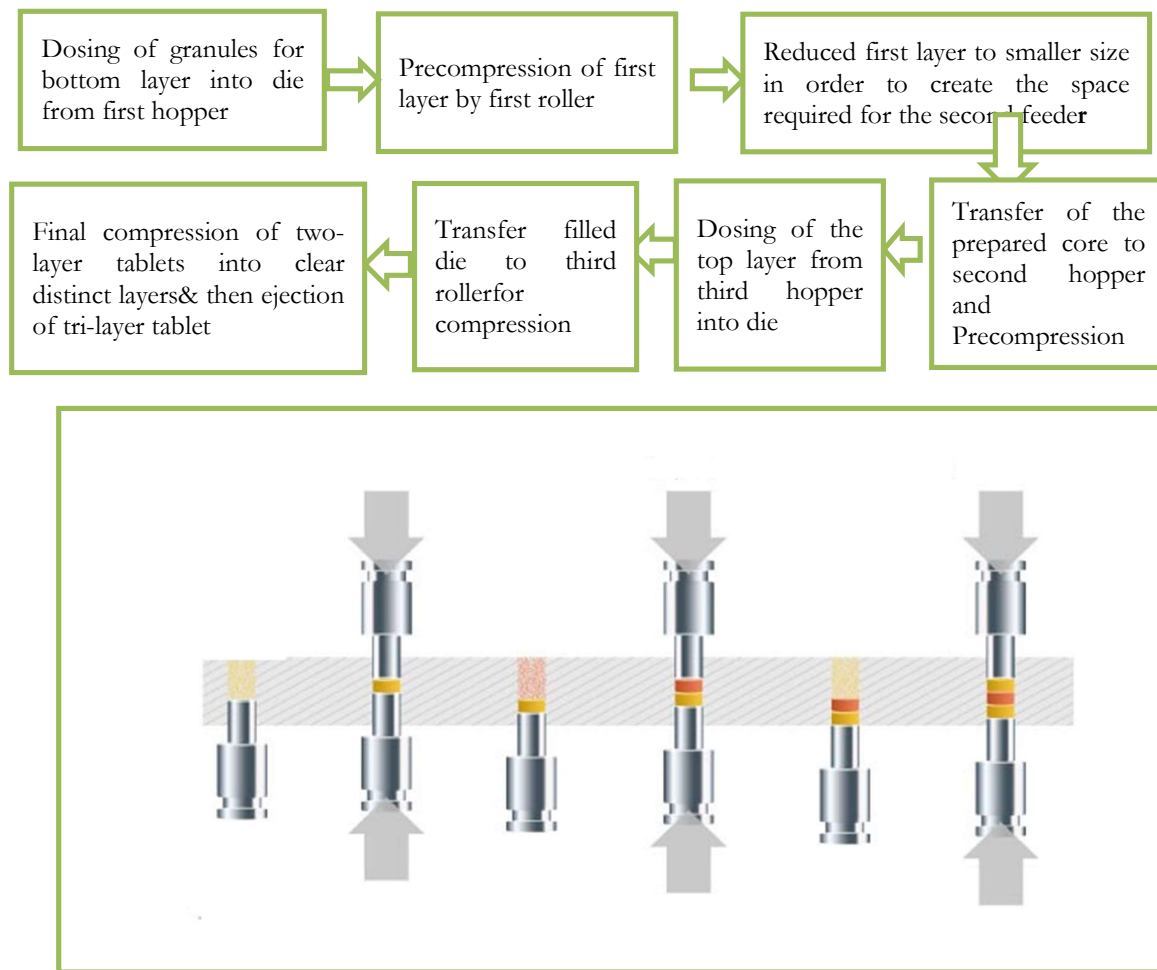 Dosing of granules for
bottom layer into die
from first hopper
Precompression of first
layer by first roller
Reduced first layer to smaller size
in order to create the space
required for the second feeder
Transfer of the
prepared core to
second hopper
and
Precompression
Dosing of the
top layer from
third hopper
into die
Transfer filled
die to third
rollerfor
compression
Final compression of two-
layer tablets into clear
distinct layers& then ejection
of tri-layer tablet